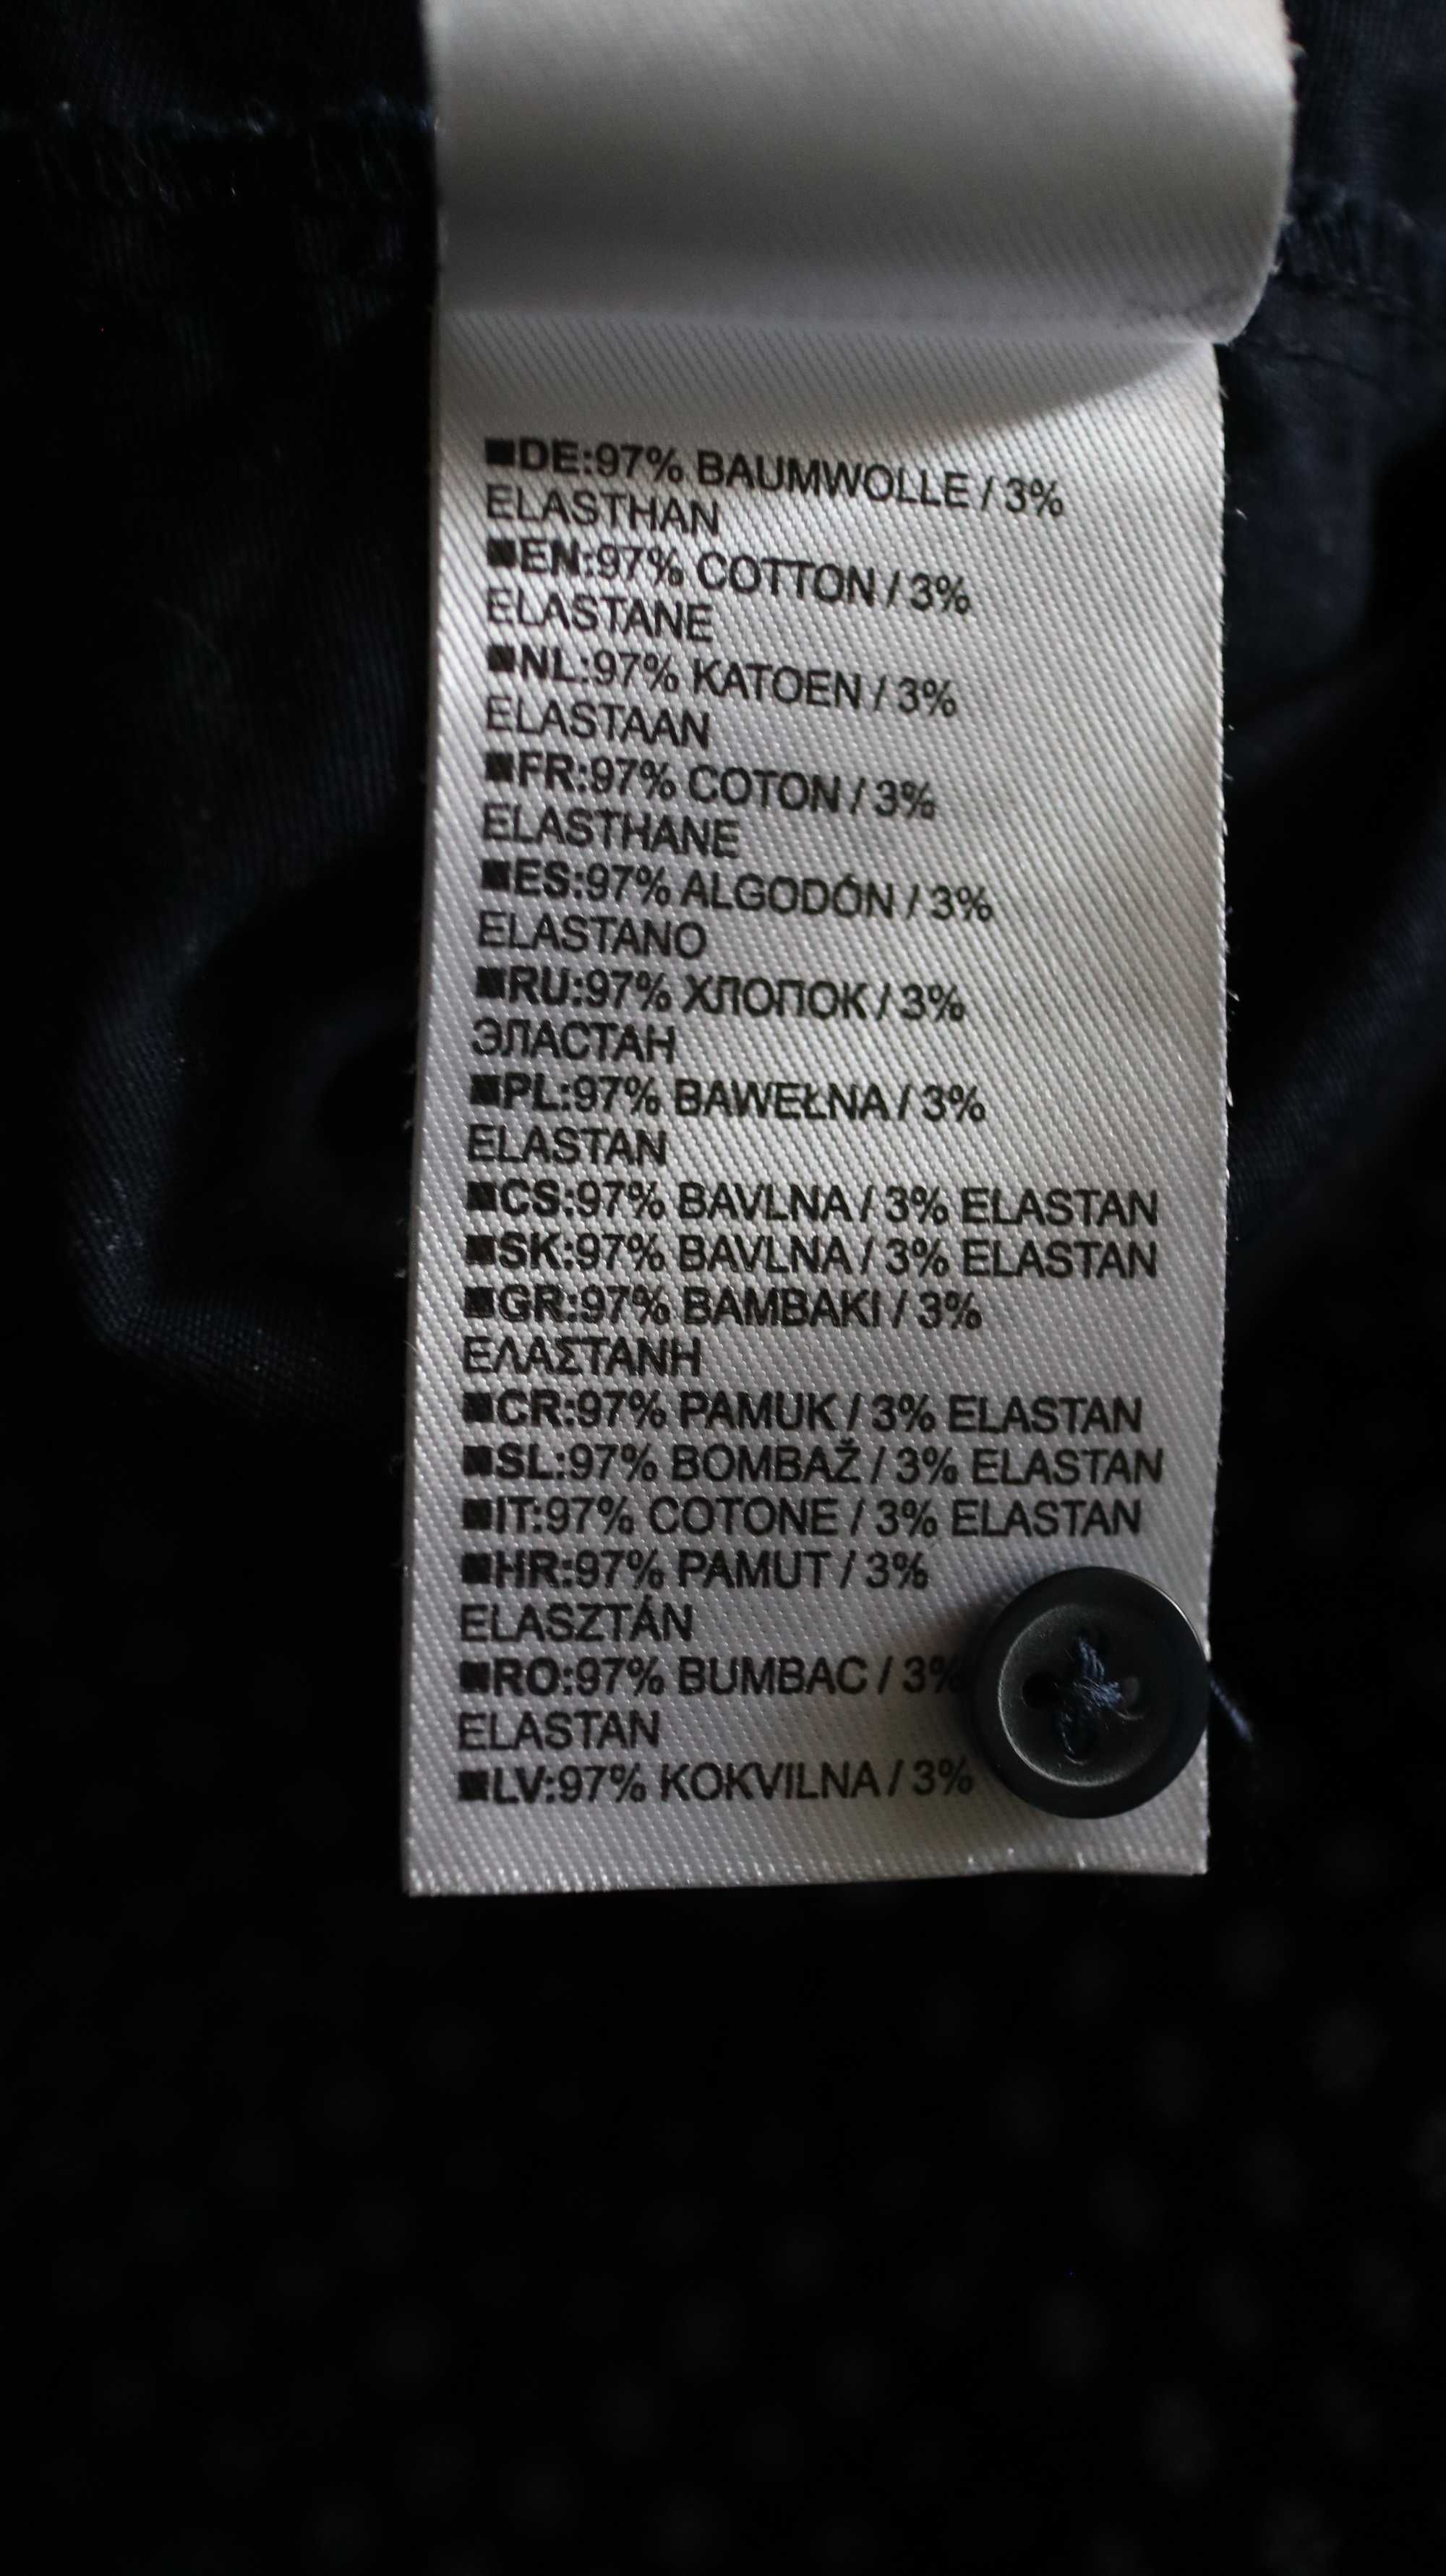 ■DE:97% BAUMWOLLE / 3%
ELASTHAN
■EN:97% COTTON / 3%
ELASTANE
■NL:97% KATOEN / 3%
ELASTAAN
■FR:97% COTON / 3%
ELASTHANE
■ES:97% ALGODÓN / 3%
ELASTANO
■RU:97% ХЛОПОК / 3%
ЭЛАСТАН
■PL:97% BAWEŁNA / 3%
ELASTAN
■CS:97% BAVLNA / 3% ELASTAN
■SK:97% BAVLNA / 3% ELASTAN
■GR:97% ΒΑΜΒΑΚΙ / 3%
ΕΛΑΣΤΑΝΗ
■CR:97% PAMUK / 3% ELASTAN
■SL:97% BOMBAŽ / 3% ELASTAN
■IT:97% COTONE / 3% ELASTAN
■HR:97% PAMUT / 3%
ELASZTÁN
■RO:97% BUMBAC / 3%
ELASTAN
■LV:97% KOKVILNA / 3%